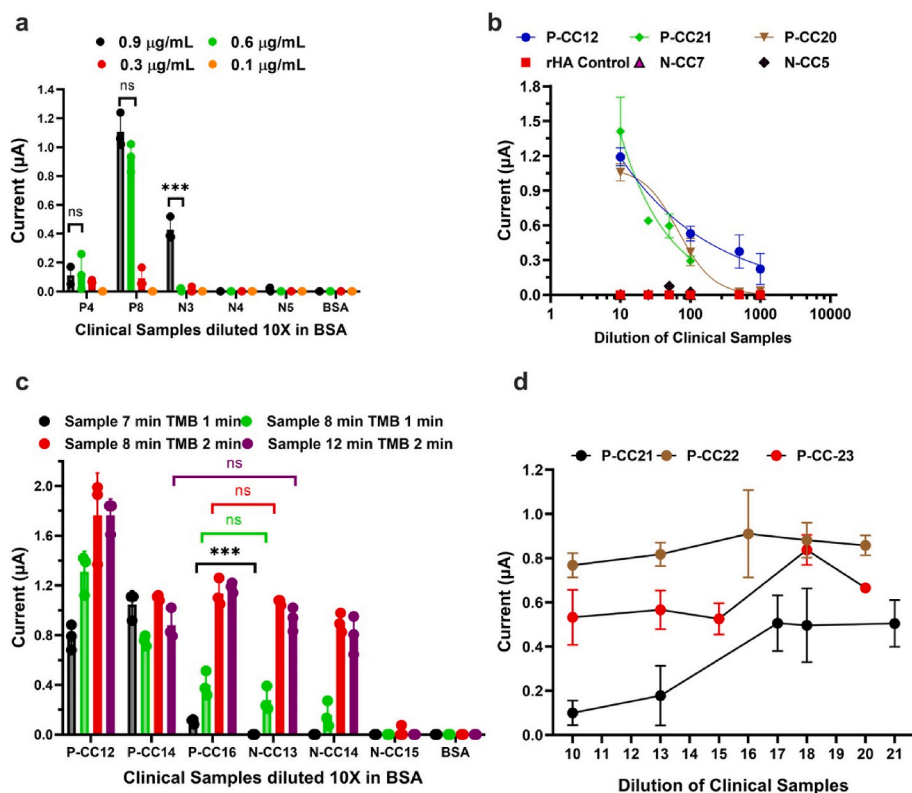 a
0.9 µg/mL 0.6 µg/mL
0.3 µg/mL 0.1 µg/mL
ns
ns
***
1.4
1.2
1.0
0.8
0.6
0.4
0.2
0.0
Current (µA)
P4 P8 N3 N4 N5 BSA
Clinical Samples diluted 10X in BSA
b
P-CC12 P-CC21 P-CC20
rHA Control N-CC7 N-CC5
1.8
1.5
1.2
0.9
0.6
0.3
0.0
Current (µA)
1 10 100 1000 10000
Dilution of Clinical Samples
c
Sample 7 min TMB 1 min Sample 8 min TMB 1 min
Sample 8 min TMB 2 min Sample 12 min TMB 2 min
ns
ns
ns
***
2.0
1.6
1.2
0.8
0.4
0.0
Current (µA)
P-CC12 P-CC14 P-CC16 N-CC13 N-CC14 N-CC15 BSA
Clinical Samples diluted 10X in BSA
d
P-CC21 P-CC22 P-CC-23
1.2
1.0
0.8
0.6
0.4
0.2
0.0
Current (µA)
10 11 12 13 14 15 16 17 18 19 20 21
Dilution of Clinical Samples